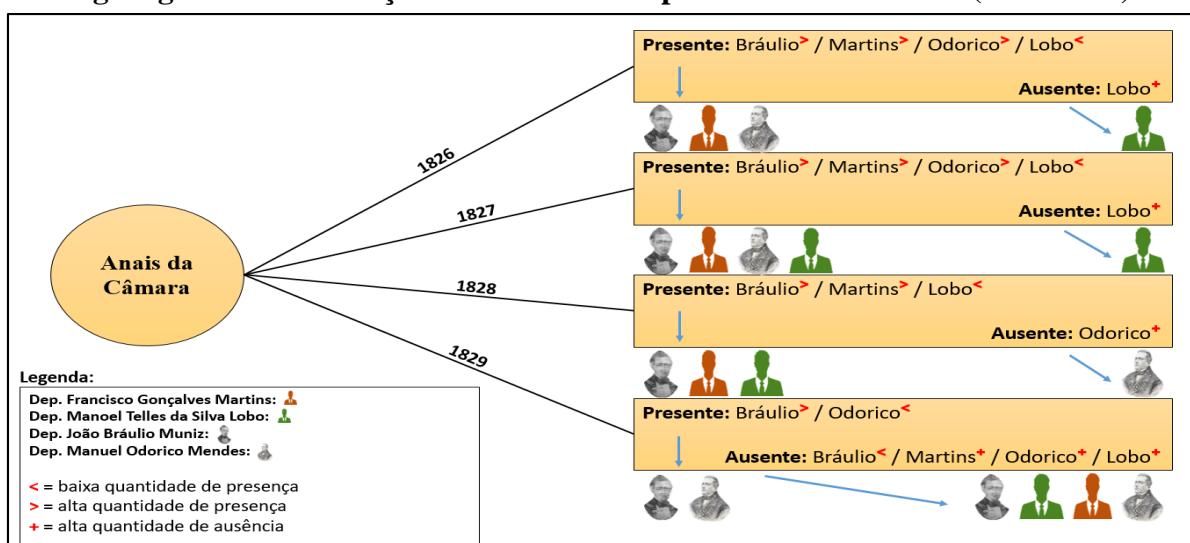 Presente: Bráulio> / Martins> / Odorico> / Lobo<
Ausente: Lobo+
1826
Presente: Bráulio> / Martins> / Odorico> / Lobo<
Ausente: Lobo+
1827
Anais da
Câmara
Presente: Bráulio> / Martins> / Lobo<
Ausente: Odorico+
1828
1829
Presente: Bráulio> / Odorico<
Ausente: Bráulio< / Martins+ / Odorico+ / Lobo+
Legenda:
Dep. Francisco Gonçalves Martins:
Dep. Manoel Telles da Silva Lobo:
Dep. João Bráulio Muniz:
Dep. Manuel Odorico Mendes:
< = baixa quantidade de presença
> = alta quantidade de presença
+ = alta quantidade de ausência